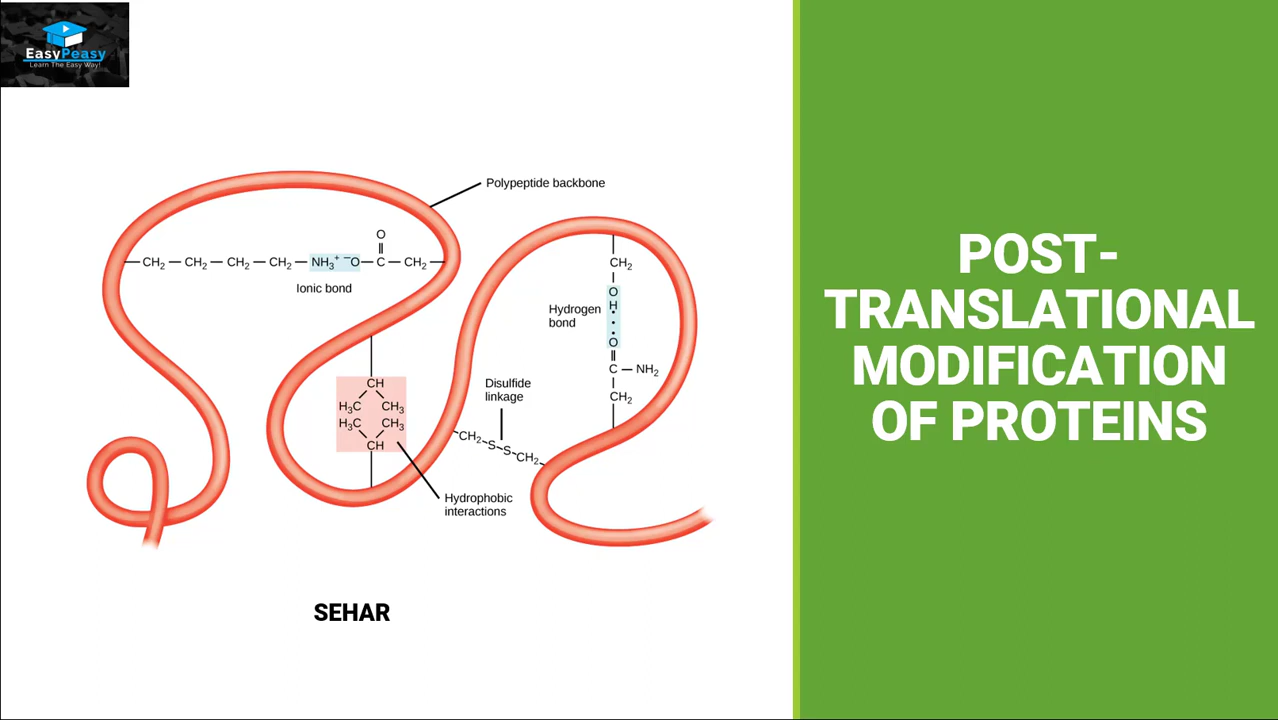 EasyPeasy
Learn The Easy Way!
Polypeptide backbone
O
CH₂ CH₂ CH₂ CH₂ NH₃⁺ ⁻O C CH₂
Ionic bond
CH₂
O
H
Hydrogen
bond
O
C NH₂
CH₂
CH
H₃C CH₃
H₃C CH₃
CH
Disulfide
linkage
CH₂ S S CH₂
Hydrophobic
interactions
SEHAR
POST-
TRANSLATIONAL
MODIFICATION
OF PROTEINS